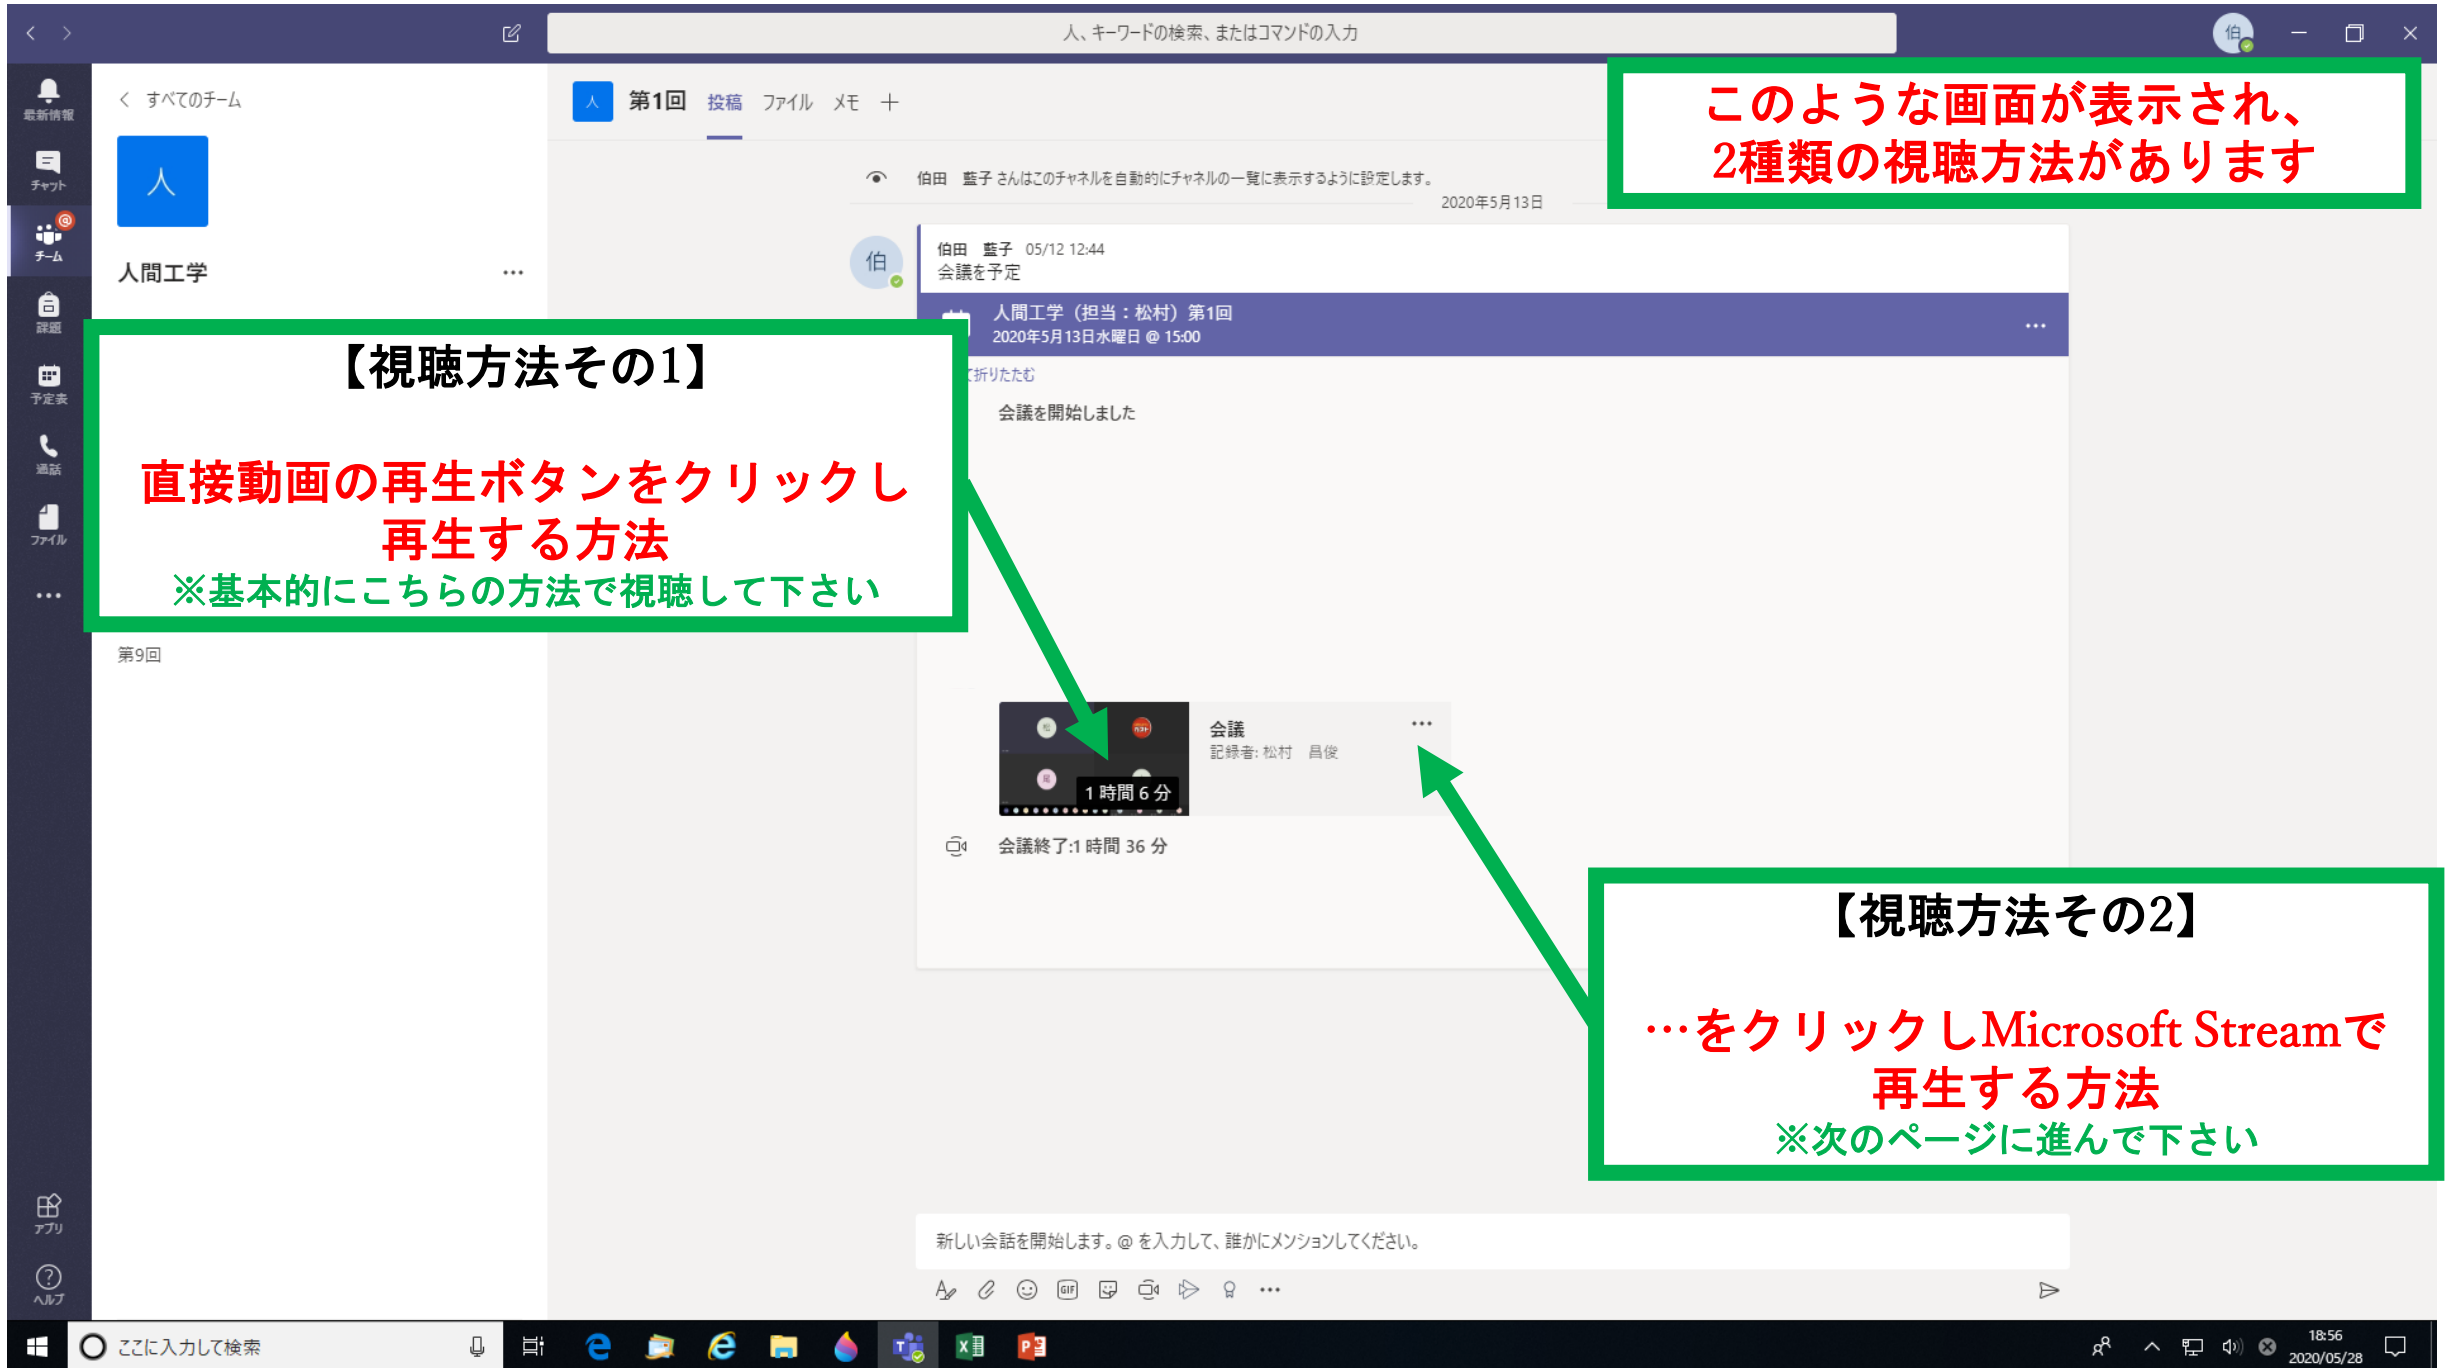 人、キーワードの検索、またはコマンドの入力
伯
最新情報
チャット
チーム
課題
予定表
通話
ファイル
アプリ
ヘルプ
すべてのチーム
人
人間工学
第9回
人
第1回 投稿 ファイル メモ
このような画面が表示され、
2種類の視聴方法があります
伯田　藍子 さんはこのチャネルを自動的にチャネルの一覧に表示するように設定します。
2020年5月13日
伯
伯田　藍子 05/12 12:44
会議を予定
人間工学（担当：松村）第1回
2020年5月13日水曜日 @ 15:00
て折りたたむ
会議を開始しました
【視聴方法その1】
直接動画の再生ボタンをクリックし
再生する方法
※基本的にこちらの方法で視聴して下さい
会議
記録者: 松村　昌俊
1 時間 6 分
会議終了:1 時間 36 分
【視聴方法その2】
…をクリックしMicrosoft Streamで
再生する方法
※次のページに進んで下さい
新しい会話を開始します。@ を入力して、誰かにメンションしてください。
GIF
ここに入力して検索
18:56
2020/05/28